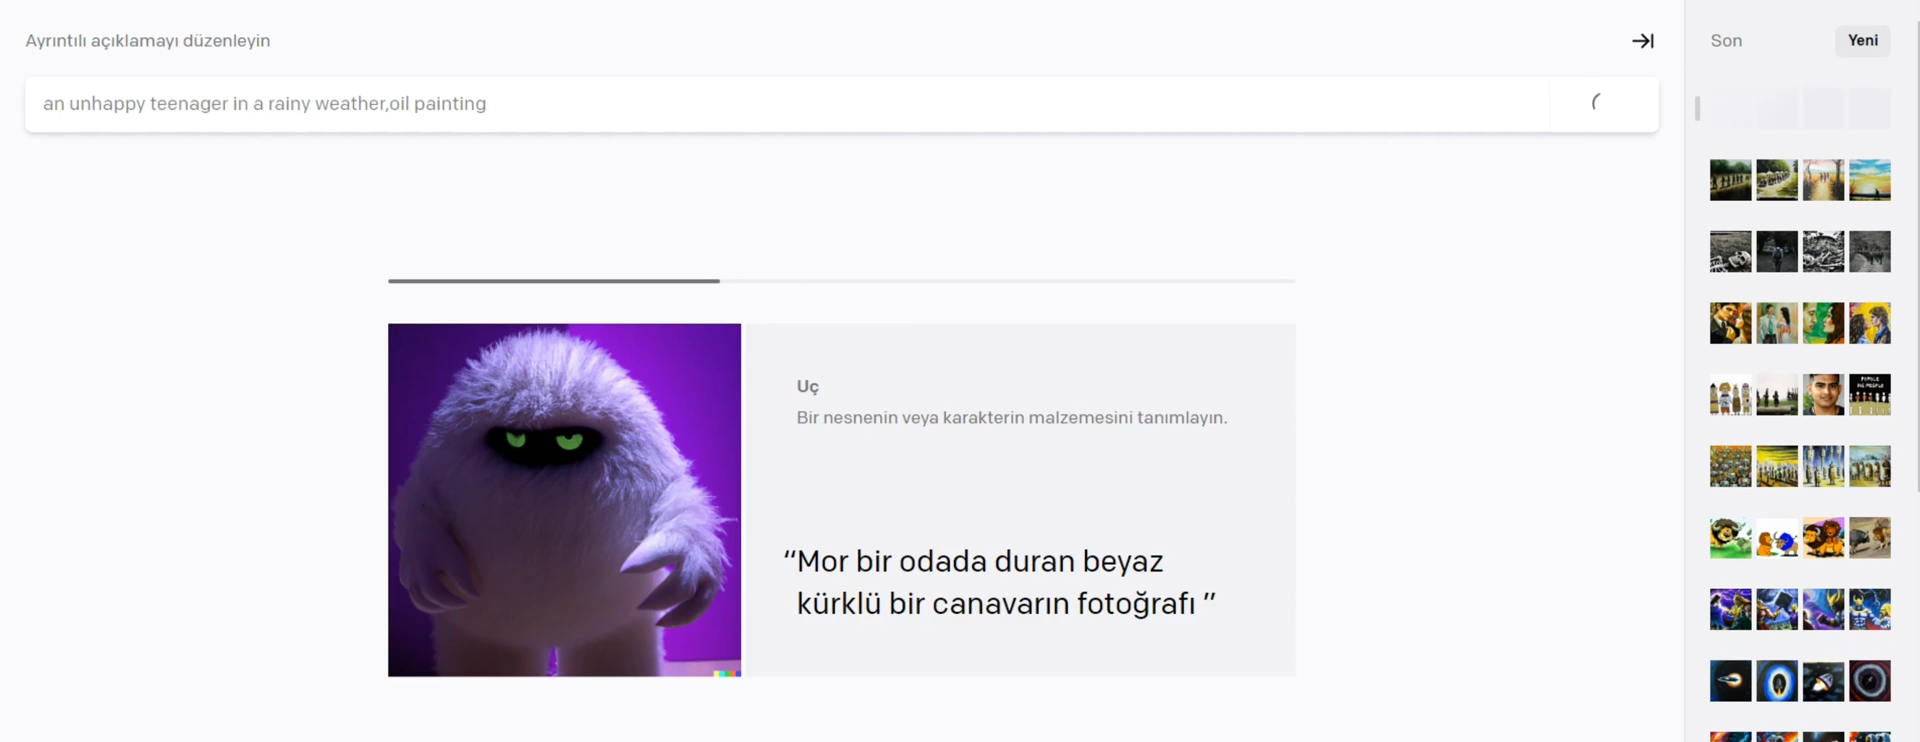 Ayrıntılı açıklamayı düzenleyin
an unhappy teenager in a rainy weather,oil painting
Uç
Bir nesnenin veya karakterin malzemesini tanımlayın.
“Mor bir odada duran beyaz
kürklü bir canavarın fotoğrafı ”
Son
Yeni